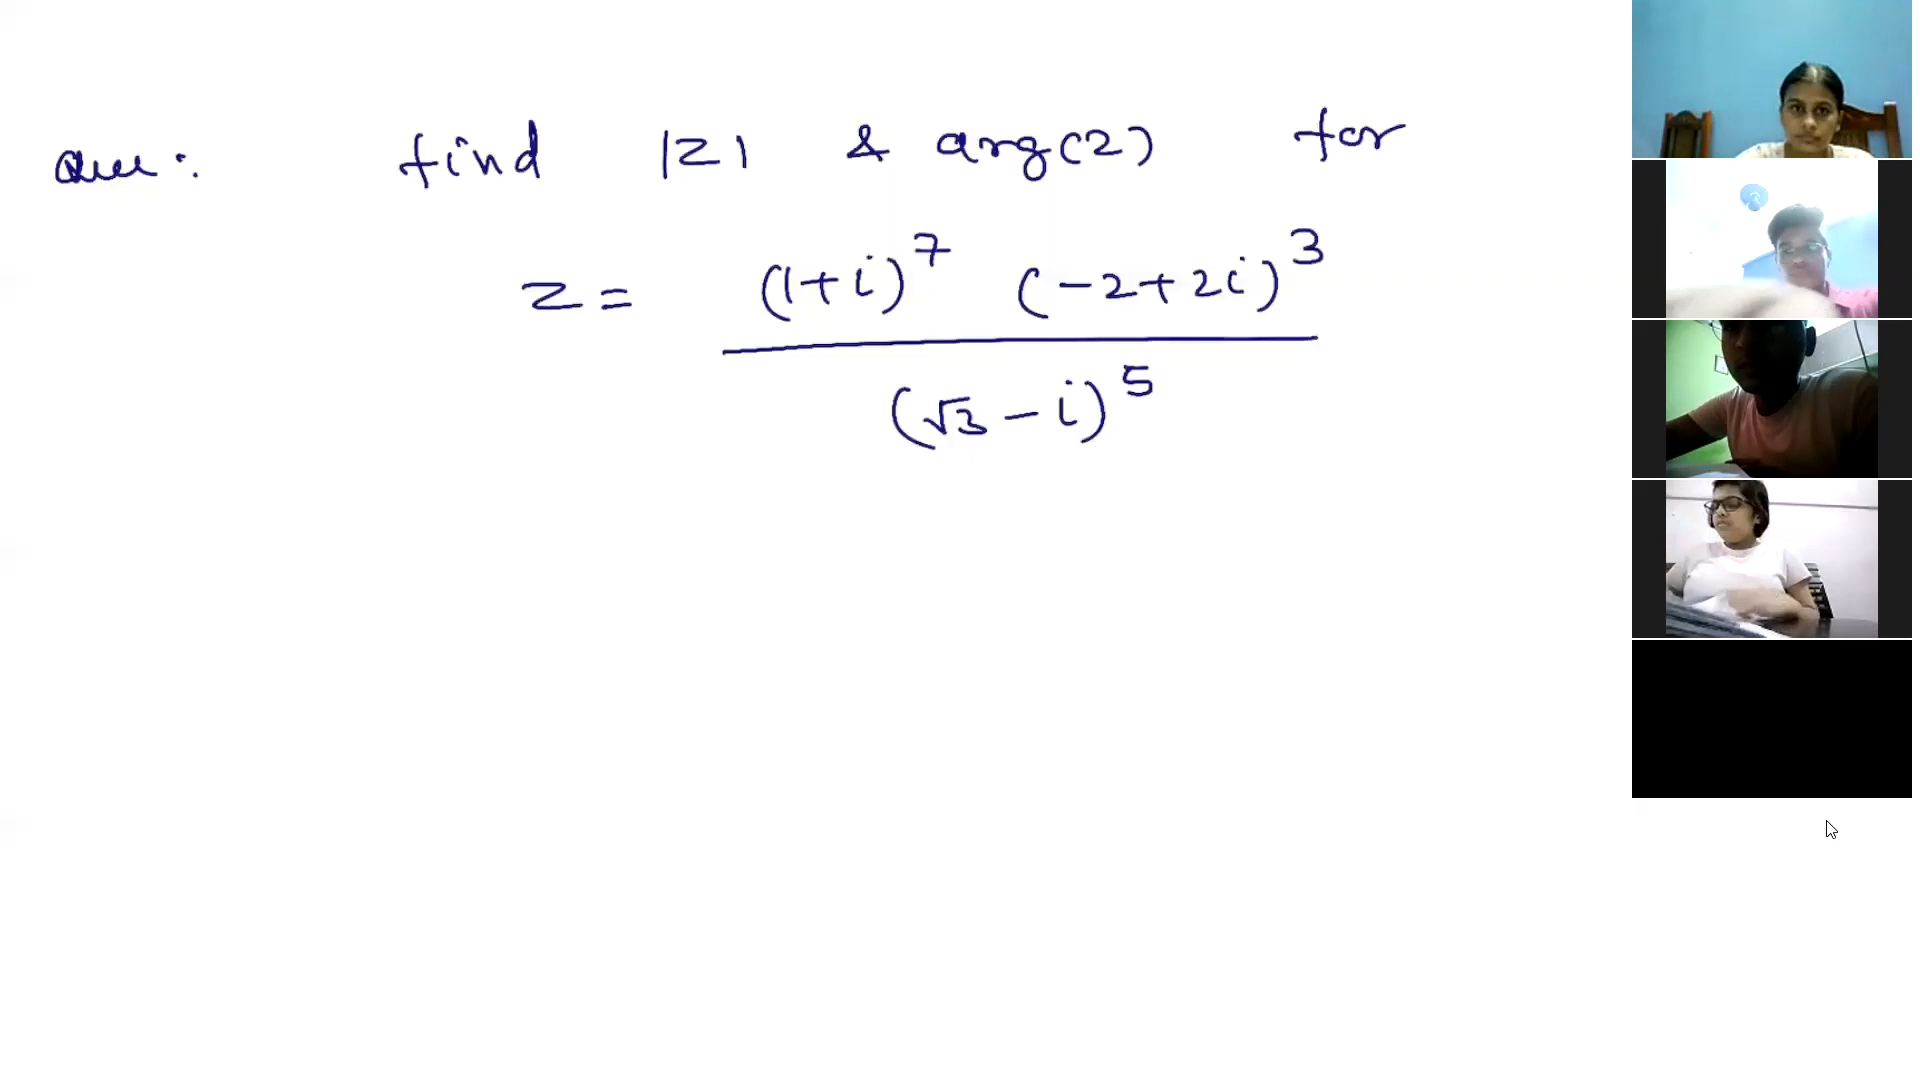 Que: find |z| & arg(z) for
z = (1+i)^7 (-2+2i)^3
(√3 - i)^5